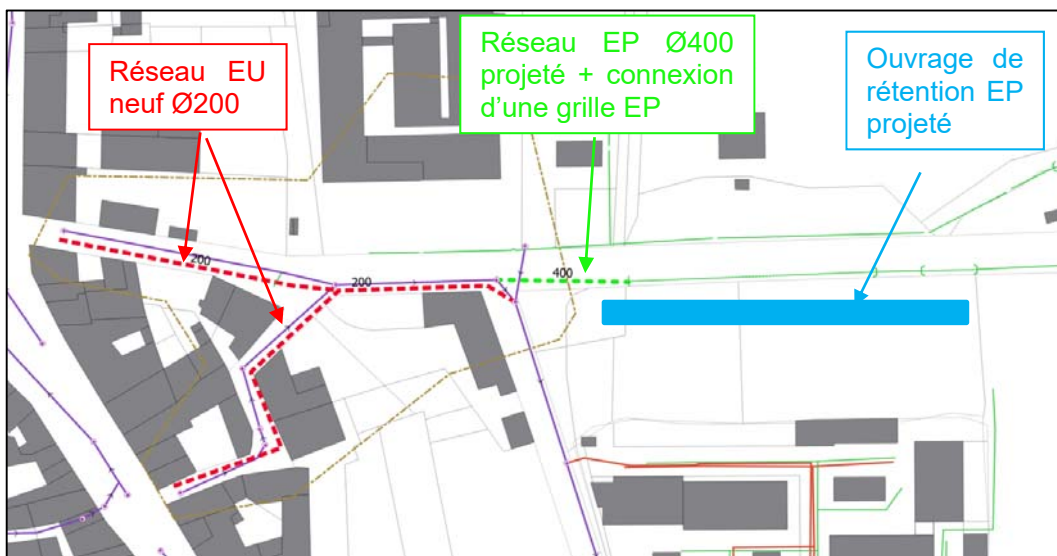 Réseau EU
neuf Ø200
Réseau EP Ø400
projeté + connexion
d'une grille EP
Ouvrage de
rétention EP
projeté
200
200
400